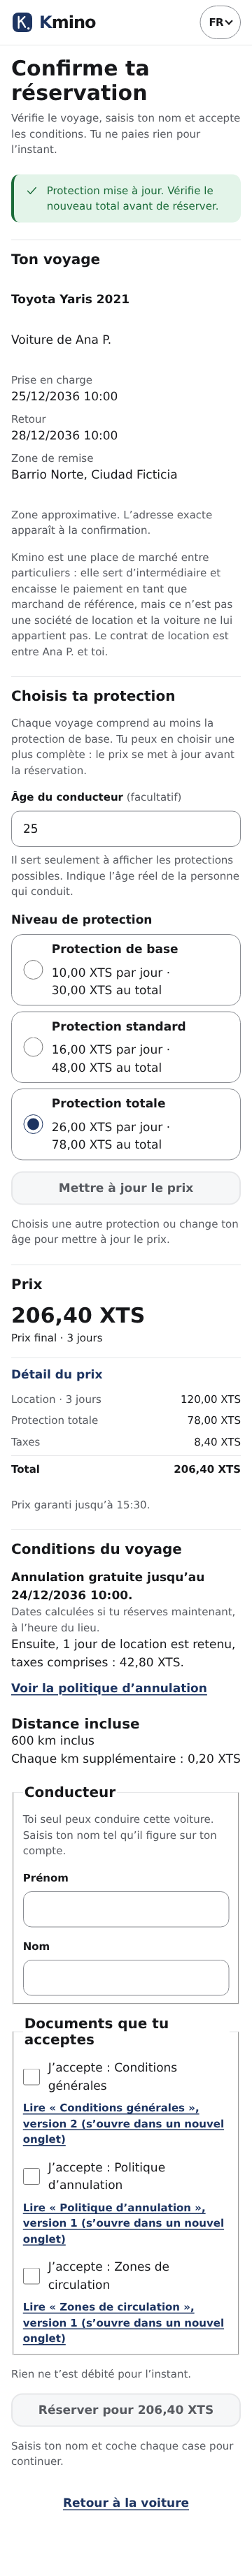 Kmino
FR
Confirme ta
réservation
Vérifie le voyage, saisis ton nom et accepte
les conditions. Tu ne paies rien pour
l’instant.
Protection mise à jour. Vérifie le
nouveau total avant de réserver.
Ton voyage
Toyota Yaris 2021
Voiture de Ana P.
Prise en charge
25/12/2036 10:00
Retour
28/12/2036 10:00
Zone de remise
Barrio Norte, Ciudad Ficticia
Zone approximative. L’adresse exacte
apparaît à la confirmation.
Kmino est une place de marché entre
particuliers : elle sert d’intermédiaire et
encaisse le paiement en tant que
marchand de référence, mais ce n’est pas
une société de location et la voiture ne lui
appartient pas. Le contrat de location est
entre Ana P. et toi.
Choisis ta protection
Chaque voyage comprend au moins la
protection de base. Tu peux en choisir une
plus complète : le prix se met à jour avant
la réservation.
Âge du conducteur (facultatif)
25
Il sert seulement à afficher les protections
possibles. Indique l’âge réel de la personne
qui conduit.
Niveau de protection
Protection de base
10,00 XTS par jour ·
30,00 XTS au total
Protection standard
16,00 XTS par jour ·
48,00 XTS au total
Protection totale
26,00 XTS par jour ·
78,00 XTS au total
Mettre à jour le prix
Choisis une autre protection ou change ton
âge pour mettre à jour le prix.
Prix
206,40 XTS
Prix final · 3 jours
Détail du prix
Location · 3 jours 120,00 XTS
Protection totale 78,00 XTS
Taxes 8,40 XTS
Total 206,40 XTS
Prix garanti jusqu’à 15:30.
Conditions du voyage
Annulation gratuite jusqu’au
24/12/2036 10:00.
Dates calculées si tu réserves maintenant,
à l’heure du lieu.
Ensuite, 1 jour de location est retenu,
taxes comprises : 42,80 XTS.
Voir la politique d’annulation
Distance incluse
600 km inclus
Chaque km supplémentaire : 0,20 XTS
Conducteur
Toi seul peux conduire cette voiture.
Saisis ton nom tel qu’il figure sur ton
compte.
Prénom
Nom
Documents que tu
acceptes
J’accepte : Conditions
générales
Lire « Conditions générales »,
version 2 (s’ouvre dans un nouvel
onglet)
J’accepte : Politique
d’annulation
Lire « Politique d’annulation »,
version 1 (s’ouvre dans un nouvel
onglet)
J’accepte : Zones de
circulation
Lire « Zones de circulation »,
version 1 (s’ouvre dans un nouvel
onglet)
Rien ne t’est débité pour l’instant.
Réserver pour 206,40 XTS
Saisis ton nom et coche chaque case pour
continuer.
Retour à la voiture